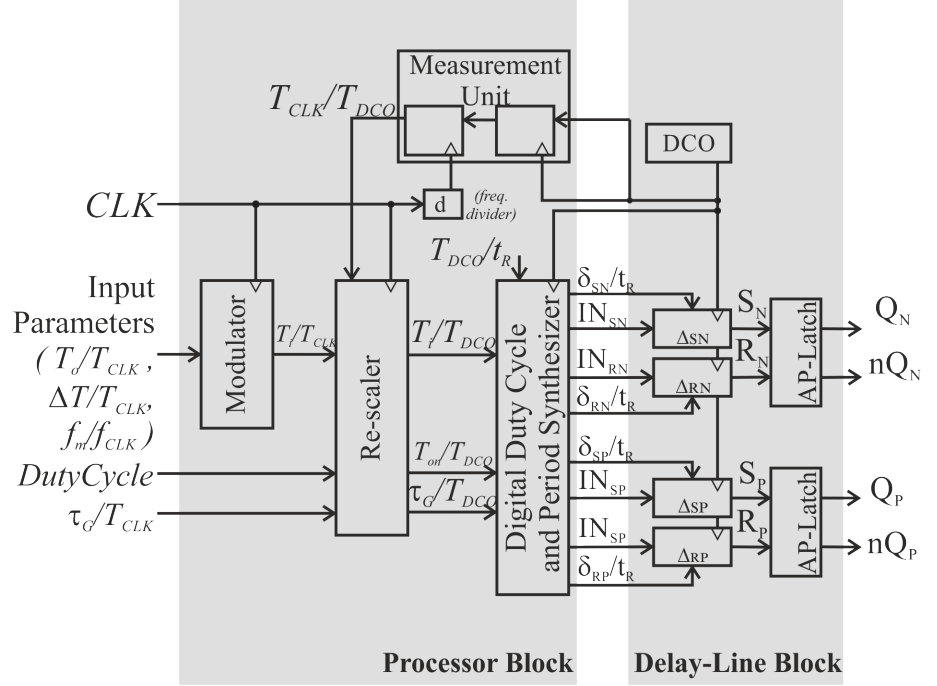 Measurement
Unit
T_CLK/T_DCO
DCO
CLK
d
(freq.
divider)
T_DCO/t_R
Input
Parameters
( T_o/T_CLK ,
ΔT/T_CLK,
f_m/f_CLK )
DutyCycle
τ_G/T_CLK
Modulator
T_i/T_CLK
Re-scaler
T_i/T_DCO
T_on/T_DCO
τ_G/T_DCO
Digital Duty Cycle
and Period Synthesizer
δ_SN/t_R
IN_SN
IN_RN
δ_RN/t_R
δ_SP/t_R
IN_SP
IN_SP
δ_RP/t_R
Δ_SN
Δ_RN
Δ_SP
Δ_RP
S_N
R_N
S_P
R_P
AP-Latch
AP-Latch
Q_N
nQ_N
Q_P
nQ_P
Processor Block
Delay-Line Block